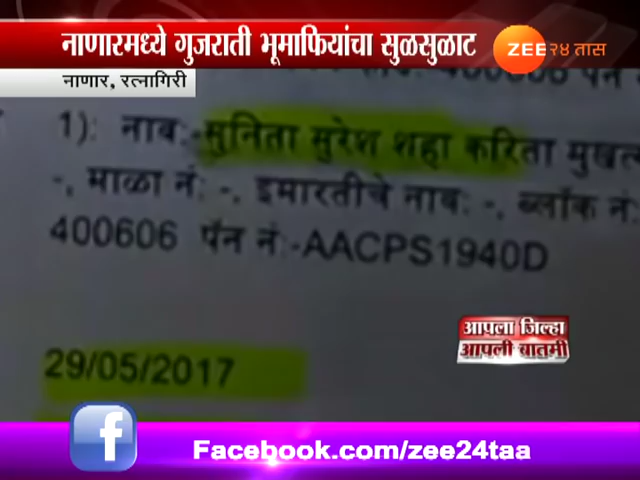 नाणारमध्ये गुजराती भूमाफियांचा सुळसुळाट
ZEE २४ तास
नाणार, रत्नागिरी
400606 पॅन
1): नाव:-सुनिता सुरेश शहा करिता
-, माळा नं: -, इमारतीचे नाव: -, ब्लॉक नं:
400606 पॅन नं:-AACPS1940D
29/05/2017
आपला जिल्हा
आपली बातमी
f
Facebook.com/zee24taa